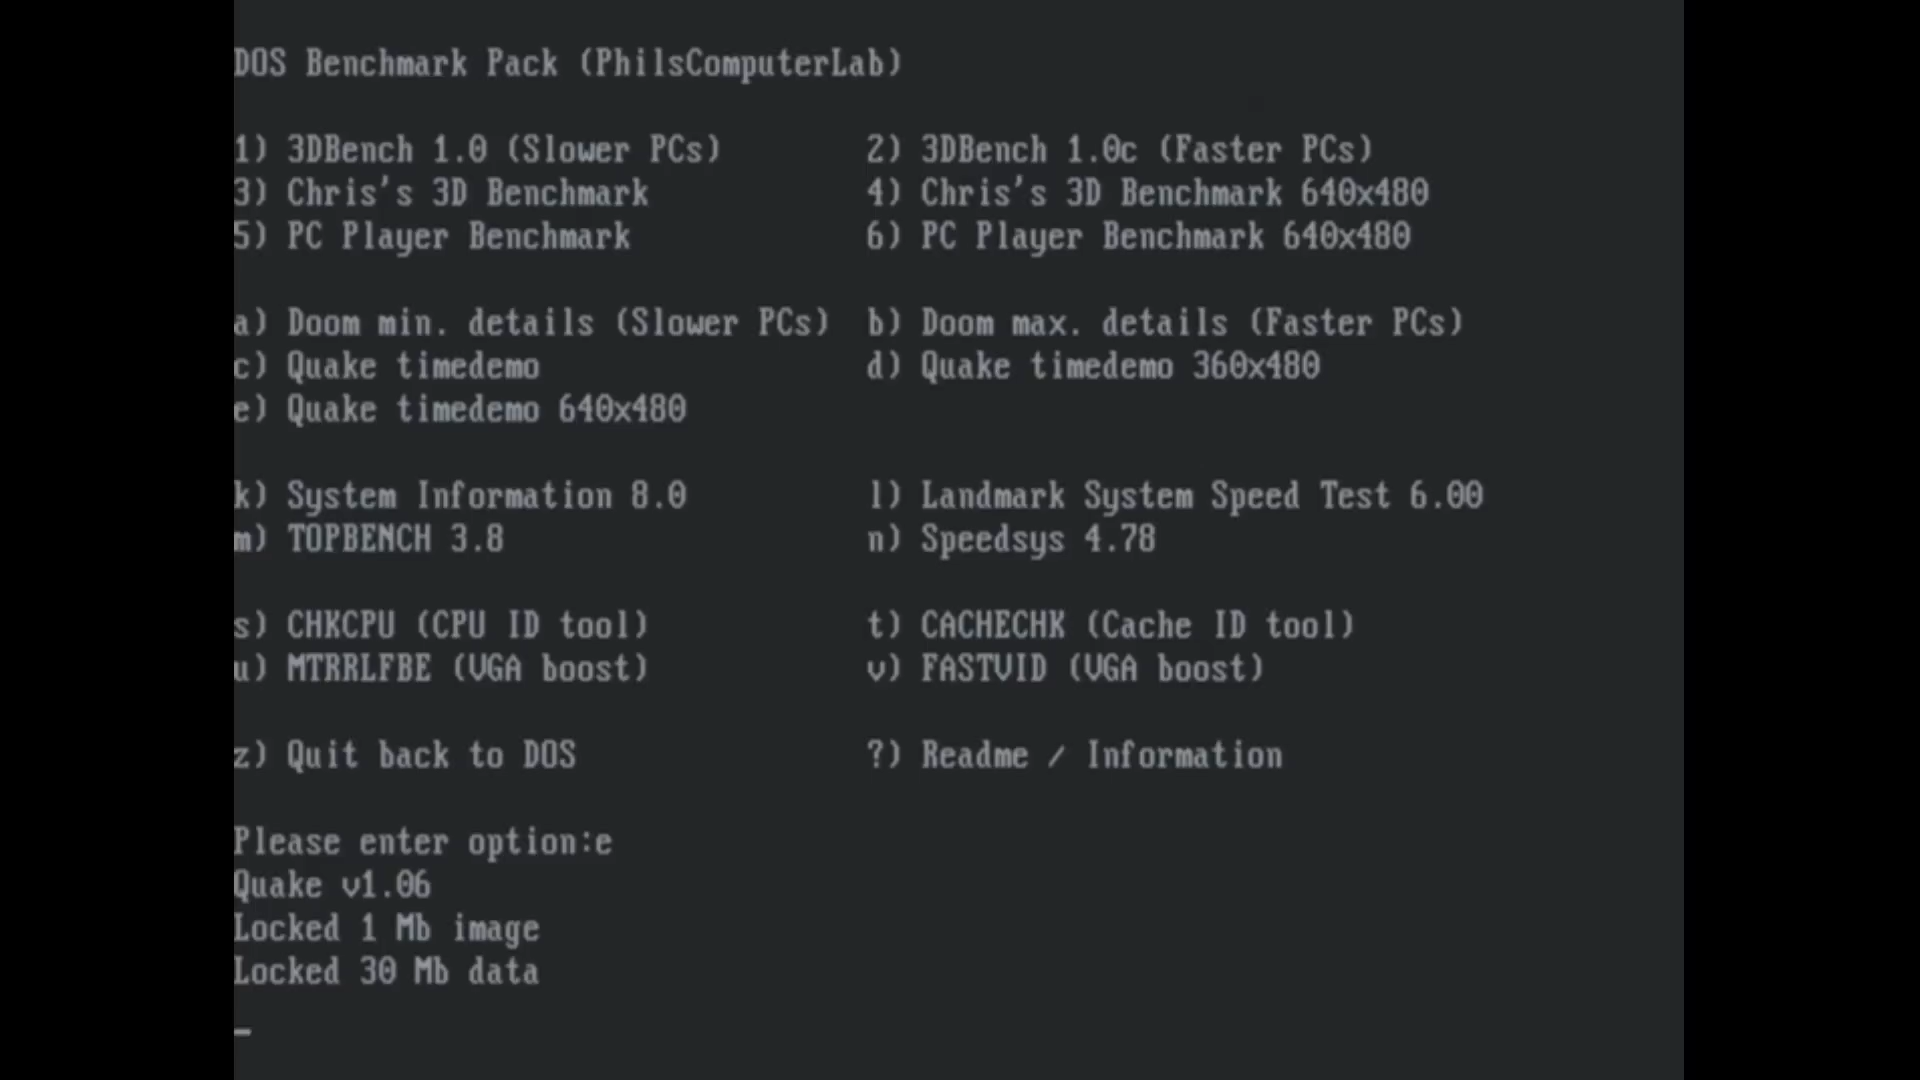 DOS Benchmark Pack (PhilsComputerLab)
1) 3DBench 1.0 (Slower PCs) 2) 3DBench 1.0c (Faster PCs)
3) Chris's 3D Benchmark 4) Chris's 3D Benchmark 640x480
5) PC Player Benchmark 6) PC Player Benchmark 640x480
a) Doom min. details (Slower PCs) b) Doom max. details (Faster PCs)
c) Quake timedemo d) Quake timedemo 360x480
e) Quake timedemo 640x480
k) System Information 8.0 l) Landmark System Speed Test 6.00
m) TOPBENCH 3.8 n) Speedsys 4.78
s) CHKCPU (CPU ID tool) t) CACHECHK (Cache ID tool)
u) MTRRLFBE (VGA boost) v) FASTVID (VGA boost)
z) Quit back to DOS ?) Readme / Information
Please enter option:e
Quake v1.06
Locked 1 Mb image
Locked 30 Mb data
_